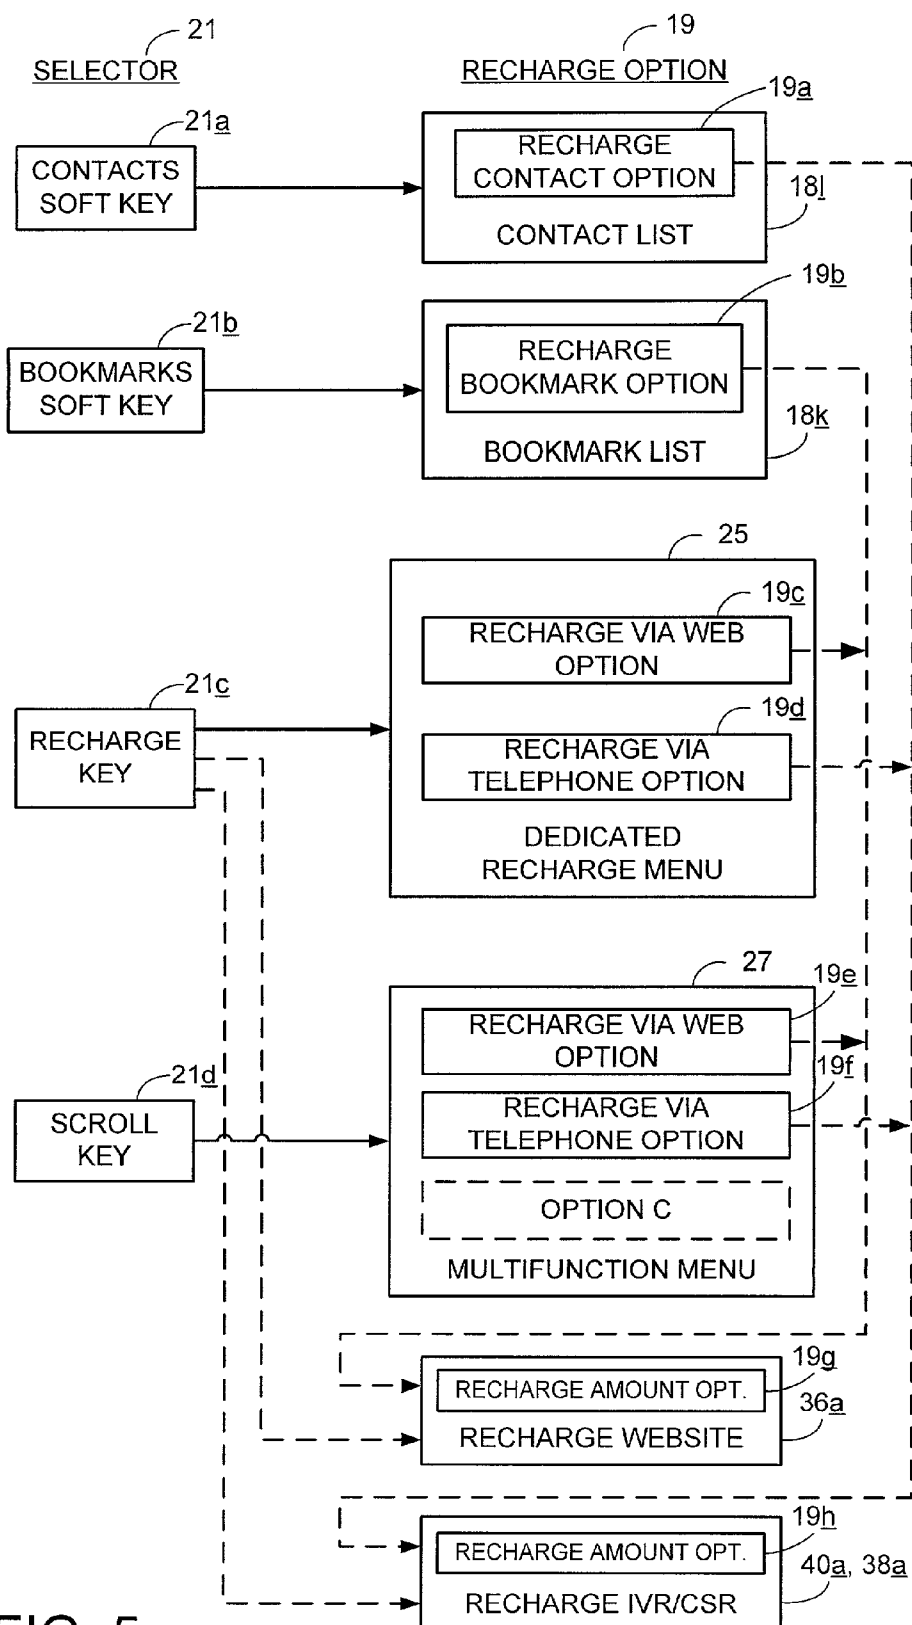 21
19
SELECTOR
RECHARGE OPTION
19a
21a
RECHARGE
CONTACT OPTION
CONTACTS
SOFT KEY
18l
CONTACT LIST
19b
21b
RECHARGE
BOOKMARK OPTION
BOOKMARKS
SOFT KEY
18k
BOOKMARK LIST
25
19c
RECHARGE VIA WEB
OPTION
21c
19d
RECHARGE
KEY
RECHARGE VIA
TELEPHONE OPTION
DEDICATED
RECHARGE MENU
27
19e
RECHARGE VIA WEB
OPTION
19f
21d
RECHARGE VIA
TELEPHONE OPTION
SCROLL
KEY
OPTION C
MULTIFUNCTION MENU
19g
RECHARGE AMOUNT OPT.
36a
RECHARGE WEBSITE
19h
RECHARGE AMOUNT OPT.
40a, 38a
RECHARGE IVR/CSR